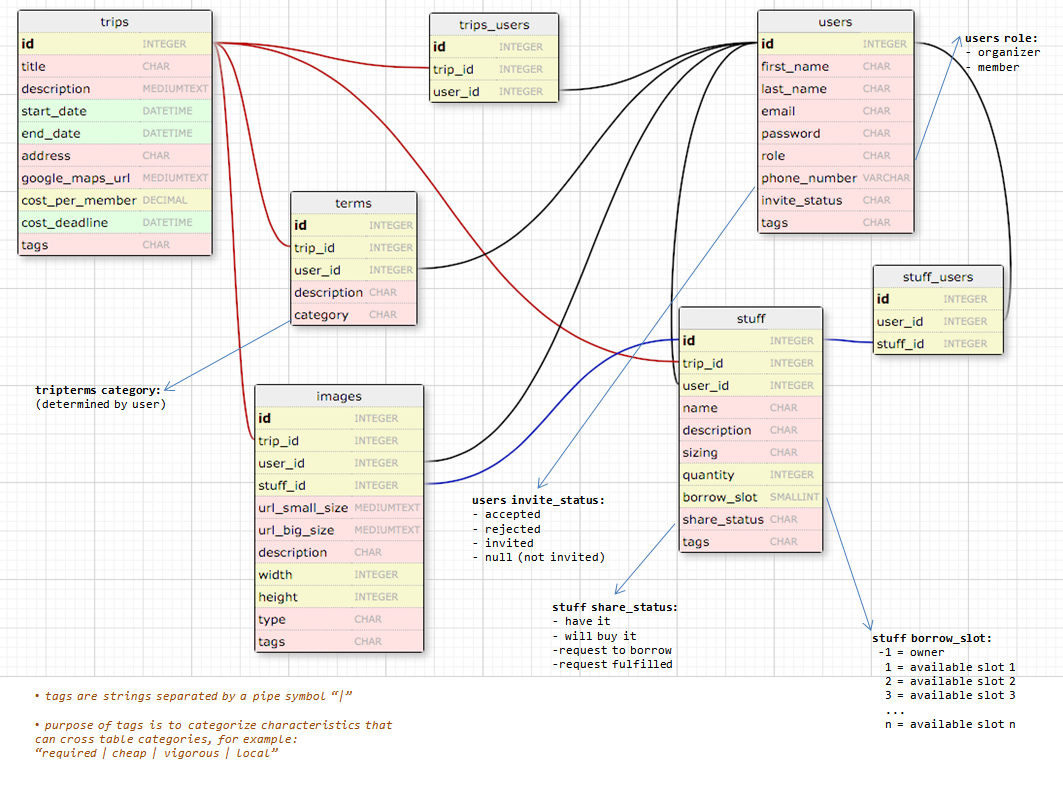 trips
id INTEGER
title CHAR
description MEDIUMTEXT
start_date DATETIME
end_date DATETIME
address CHAR
google_maps_url MEDIUMTEXT
cost_per_member DECIMAL
cost_deadline DATETIME
tags CHAR
trips_users
id INTEGER
trip_id INTEGER
user_id INTEGER
users
id INTEGER
first_name CHAR
last_name CHAR
email CHAR
password CHAR
role CHAR
phone_number VARCHAR
invite_status CHAR
tags CHAR
users role:
- organizer
- member
terms
id INTEGER
trip_id INTEGER
user_id INTEGER
description CHAR
category CHAR
stuff_users
id INTEGER
user_id INTEGER
stuff_id INTEGER
stuff
id INTEGER
trip_id INTEGER
user_id INTEGER
name CHAR
description CHAR
sizing CHAR
quantity INTEGER
borrow_slot SMALLINT
share_status CHAR
tags CHAR
tripterms category:
(determined by user)
images
id INTEGER
trip_id INTEGER
user_id INTEGER
stuff_id INTEGER
url_small_size MEDIUMTEXT
url_big_size MEDIUMTEXT
description CHAR
width INTEGER
height INTEGER
type CHAR
tags CHAR
users invite_status:
- accepted
- rejected
- invited
- null (not invited)
stuff share_status:
- have it
- will buy it
-request to borrow
-request fulfilled
stuff borrow_slot:
-1 = owner
1 = available slot 1
2 = available slot 2
3 = available slot 3
...
n = available slot n
• tags are strings separated by a pipe symbol “|”
• purpose of tags is to categorize characteristics that
can cross table categories, for example:
“required | cheap | vigorous | local”